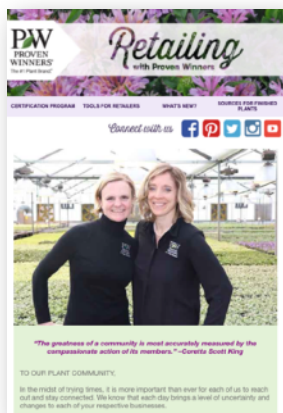 PW
PROVEN
WINNERS®
The #1 Plant Brand®
Retailing
with Proven Winners
CERTIFICATION PROGRAM TOOLS FOR RETAILERS WHAT'S NEW? SOURCES FOR FINISHED PLANTS
Connect with us
"The greatness of a community is most accurately measured by the
compassionate action of its members." –Coretta Scott King
TO OUR PLANT COMMUNITY,
In the midst of trying times, it is more important than ever for each of us to reach
out and stay connected. We know that each day brings a level of uncertainty and
changes to each of your respective businesses.